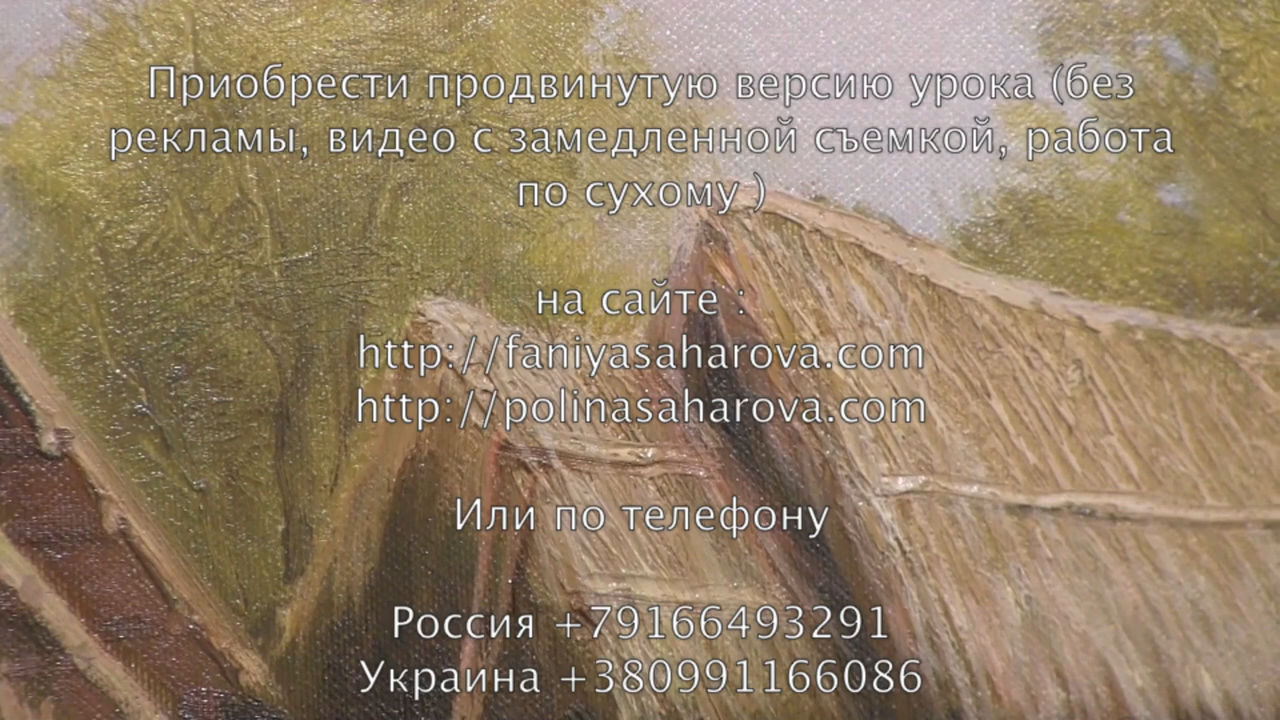 Приобрести продвинутую версию урока (без
рекламы, видео с замедленной съемкой, работа
по сухому )
на сайте :
http://faniyasaharova.com
http://polinasaharova.com
Или по телефону
Россия +79166493291
Украина +380991166086